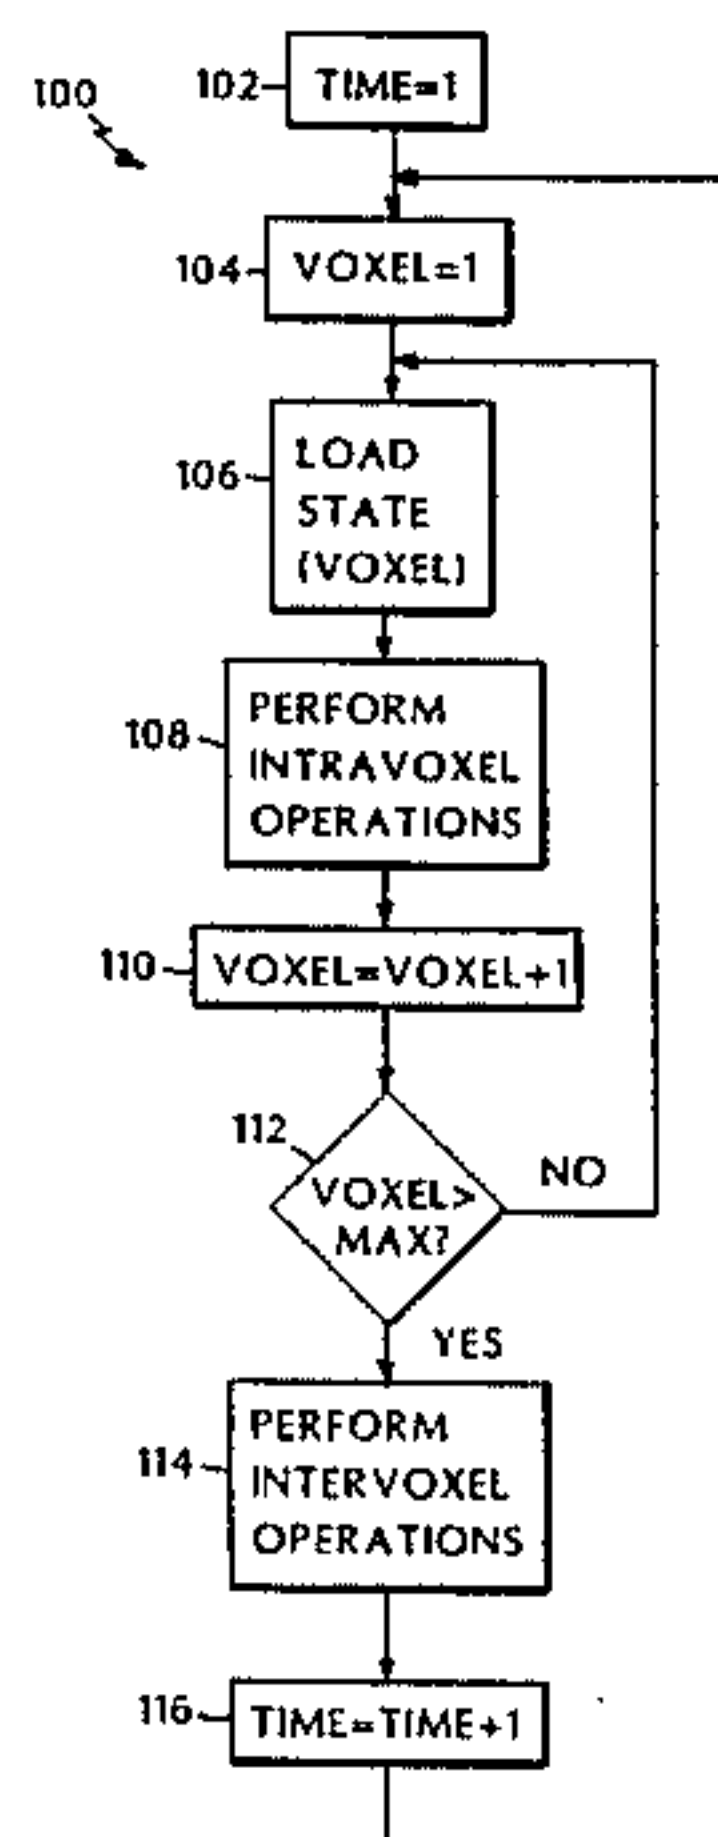 100
102
TIME=1
104
VOXEL=1
106
LOAD
STATE
(VOXEL)
108
PERFORM
INTRAVOXEL
OPERATIONS
110
VOXEL=VOXEL+1
112
VOXEL>
MAX?
NO
YES
114
PERFORM
INTERVOXEL
OPERATIONS
116
TIME=TIME+1